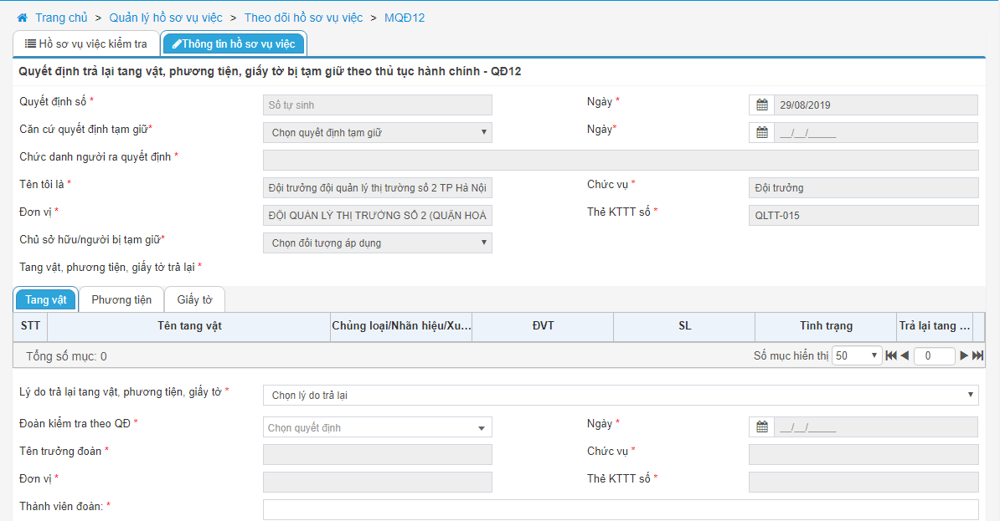 Trang chủ > Quản lý hồ sơ vụ việc > Theo dõi hồ sơ vụ việc > MQĐ12
Hồ sơ vụ việc kiểm tra Thông tin hồ sơ vụ việc
Quyết định trả lại tang vật, phương tiện, giấy tờ bị tạm giữ theo thủ tục hành chính - QĐ12
Quyết định số * Số tự sinh Ngày * 29/08/2019
Căn cứ quyết định tạm giữ* Chọn quyết định tạm giữ Ngày* __/__/_____
Chức danh người ra quyết định *
Tên tôi là * Đội trưởng đội quản lý thị trường số 2 TP Hà Nội Chức vụ * Đội trưởng
Đơn vị * ĐỘI QUẢN LÝ THỊ TRƯỜNG SỐ 2 (QUẬN HOÀ Thẻ KTTT số * QLTT-015
Chủ sở hữu/người bị tạm giữ* Chọn đối tượng áp dụng
Tang vật, phương tiện, giấy tờ trả lại *
Tang vật Phương tiện Giấy tờ
STT Tên tang vật Chủng loại/Nhãn hiệu/Xu... ĐVT SL Tình trạng Trả lại tang ...
Tổng số mục: 0 Số mục hiển thị 50 0
Lý do trả lại tang vật, phương tiện, giấy tờ * Chọn lý do trả lại
Đoàn kiểm tra theo QĐ * Chọn quyết định Ngày * __/__/_____
Tên trưởng đoàn * Chức vụ *
Đơn vị * Thẻ KTTT số *
Thành viên đoàn: *